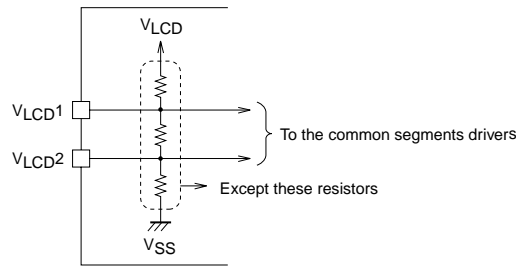 VLCD
VLCD1
To the common segments drivers
VLCD2
Except these resistors
VSS